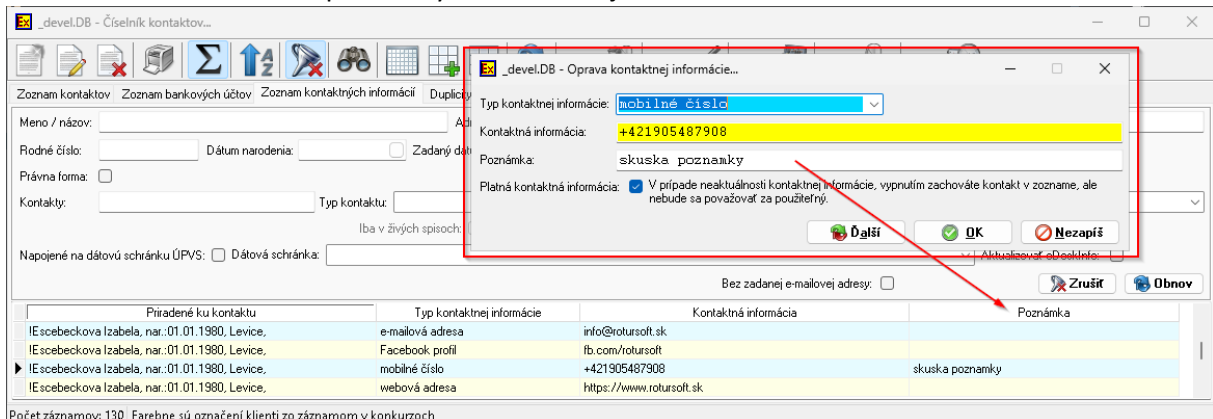 _devel.DB - Číselník kontaktov...
_devel.DB - Oprava kontaktnej informácie...
Zoznam kontaktov Zoznam bankových účtov Zoznam kontaktných informácií Duplicity
Typ kontaktnej informácie: mobilné číslo
Meno / názov:
Kontaktná informácia: +421905487908
Rodné číslo: Dátum narodenia: Zadaný
Poznámka: skuska poznamky
Právna forma:
Platná kontaktná informácia: V prípade neaktuálnosti kontaktnej informácie, vypnutím zachováte kontakt v zozname, ale
nebude sa považovať za použiteľný.
Kontakty: Typ kontaktu:
Iba v živých spisoch:
Ďalší OK Nezapíš
Napojené na dátovú schránku ÚPVS: Dátová schránka: Aktualizovať eDeskInfo:
Bez zadanej e-mailovej adresy: Zrušiť Obnov
Priradené ku kontaktu Typ kontaktnej informácie Kontaktná informácia Poznámka
!Escebeckova Izabela, nar.:01.01.1980, Levice, e-mailová adresa info@rotursoft.sk
!Escebeckova Izabela, nar.:01.01.1980, Levice, Facebook profil fb.com/rotursoft
!Escebeckova Izabela, nar.:01.01.1980, Levice, mobilné číslo +421905487908 skuska poznamky
!Escebeckova Izabela, nar.:01.01.1980, Levice, webová adresa https://www.rotursoft.sk
Počet záznamov: 130 Farebne sú označení klienti zo záznamom v konkurzoch